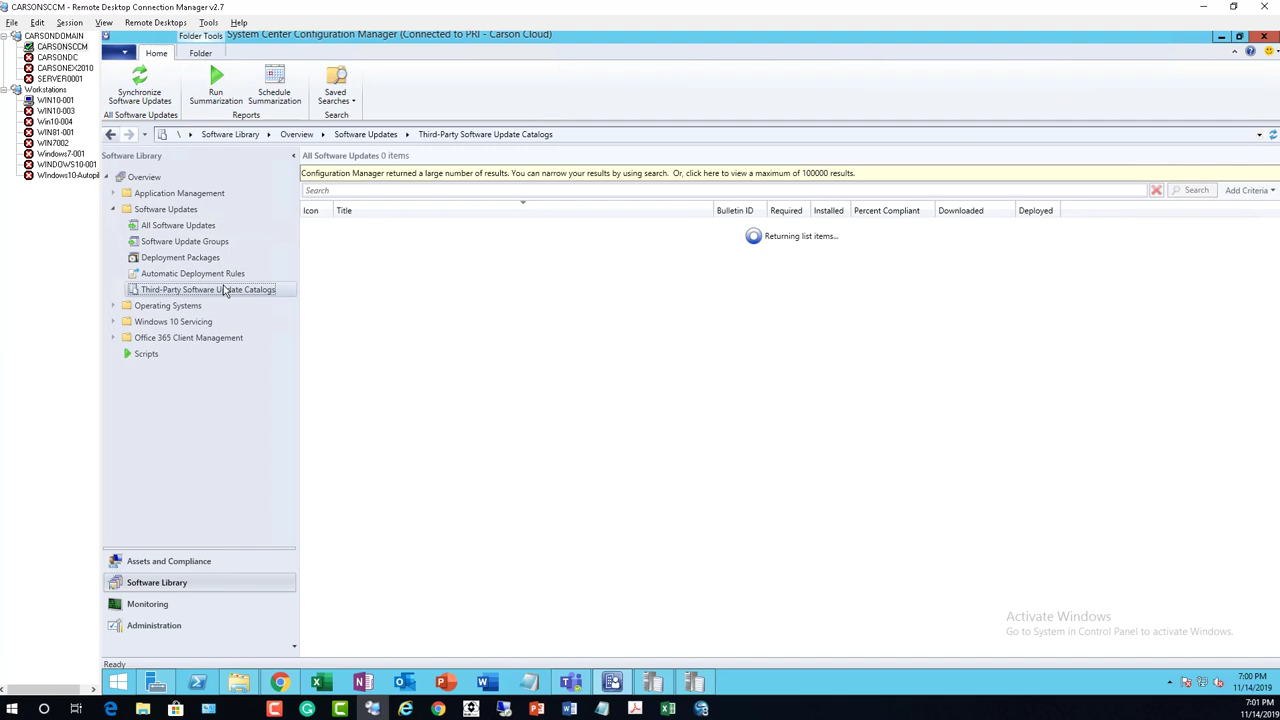 CARSONSCCM - Remote Desktop Connection Manager v2.7
File Edit Session View Remote Desktops Tools Help
CARSONDOMAIN
CARSONSCCM
CARSONDC
CARSONEX2010
SERVER0001
Workstations
WIN10-001
WIN10-003
Win10-004
WIN81-001
WIN7002
Windows7-001
WINDOWS10-001
WIndows10-Autopil
Folder Tools System Center Configuration Manager (Connected to PRI - Carson Cloud)
Home Folder
Synchronize Software Updates
Run Summarization
Schedule Summarization
Saved Searches
All Software Updates Reports Search
\ Software Library Overview Software Updates Third-Party Software Update Catalogs
Software Library
Overview
Application Management
Software Updates
All Software Updates
Software Update Groups
Deployment Packages
Automatic Deployment Rules
Third-Party Software Update Catalogs
Operating Systems
Windows 10 Servicing
Office 365 Client Management
Scripts
Assets and Compliance
Software Library
Monitoring
Administration
All Software Updates 0 items
Configuration Manager returned a large number of results. You can narrow your results by using search. Or, click here to view a maximum of 100000 results.
Search Search Add Criteria
Icon Title Bulletin ID Required Installed Percent Compliant Downloaded Deployed
Returning list items...
Activate Windows
Go to System in Control Panel to activate Windows.
Ready
7:00 PM
11/14/2019
7:01 PM
11/14/2019